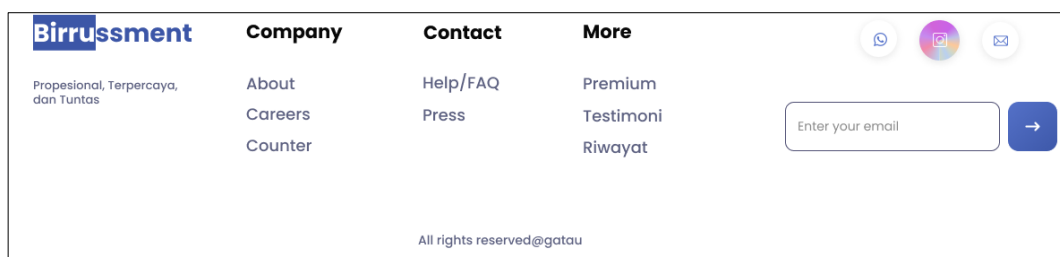 Birrussment
Propesional, Terpercaya,
dan Tuntas
Company
About
Careers
Counter
Contact
Help/FAQ
Press
More
Premium
Testimoni
Riwayat
Enter your email
All rights reserved@gatau